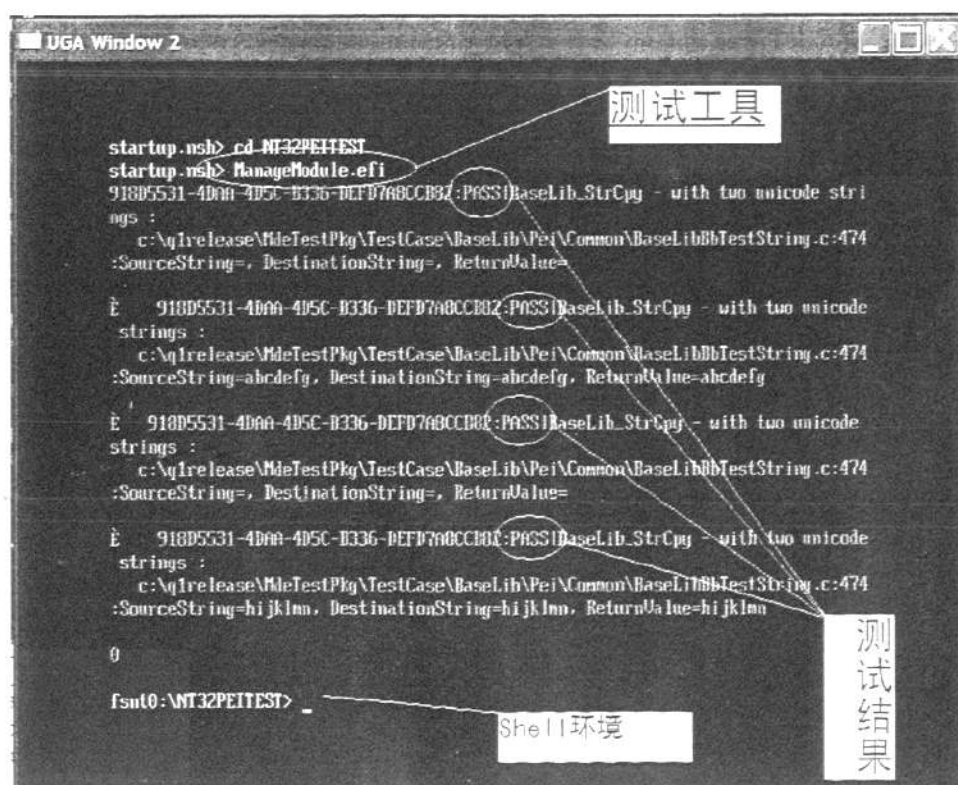 UGA Window 2
测试工具
startup.nsh> cd NT32PEITEST
startup.nsh> ManageModule.efi
918D5531-4DAA-4D5C-B336-DEFD7A8CCB82:PASS!BaseLib_StrCpy - with two unicode stri
ngs :
c:\q1release\MdeTestPkg\TestCase\BaseLib\Pei\Common\BaseLibBbTestString.c:474
:SourceString=, DestinationString=, ReturnValue=
È 918D5531-4DAA-4D5C-B336-DEFD7A8CCB82:PASS!BaseLib_StrCpy - with two unicode
strings :
c:\q1release\MdeTestPkg\TestCase\BaseLib\Pei\Common\BaseLibBbTestString.c:474
:SourceString=abcdefg, DestinationString=abcdefg, ReturnValue=abcdefg
È 918D5531-4DAA-4D5C-B336-DEFD7A8CCB82:PASS!BaseLib_StrCpy - with two unicode
strings :
c:\q1release\MdeTestPkg\TestCase\BaseLib\Pei\Common\BaseLibBbTestString.c:474
:SourceString=, DestinationString=, ReturnValue=
È 918D5531-4DAA-4D5C-B336-DEFD7A8CCB82:PASS!BaseLib_StrCpy - with two unicode
strings :
c:\q1release\MdeTestPkg\TestCase\BaseLib\Pei\Common\BaseLibBbTestString.c:474
:SourceString=hijklmn, DestinationString=hijklmn, ReturnValue=hijklmn
0
fsnt0:\NT32PEITEST> _
Shell环境
测试结果